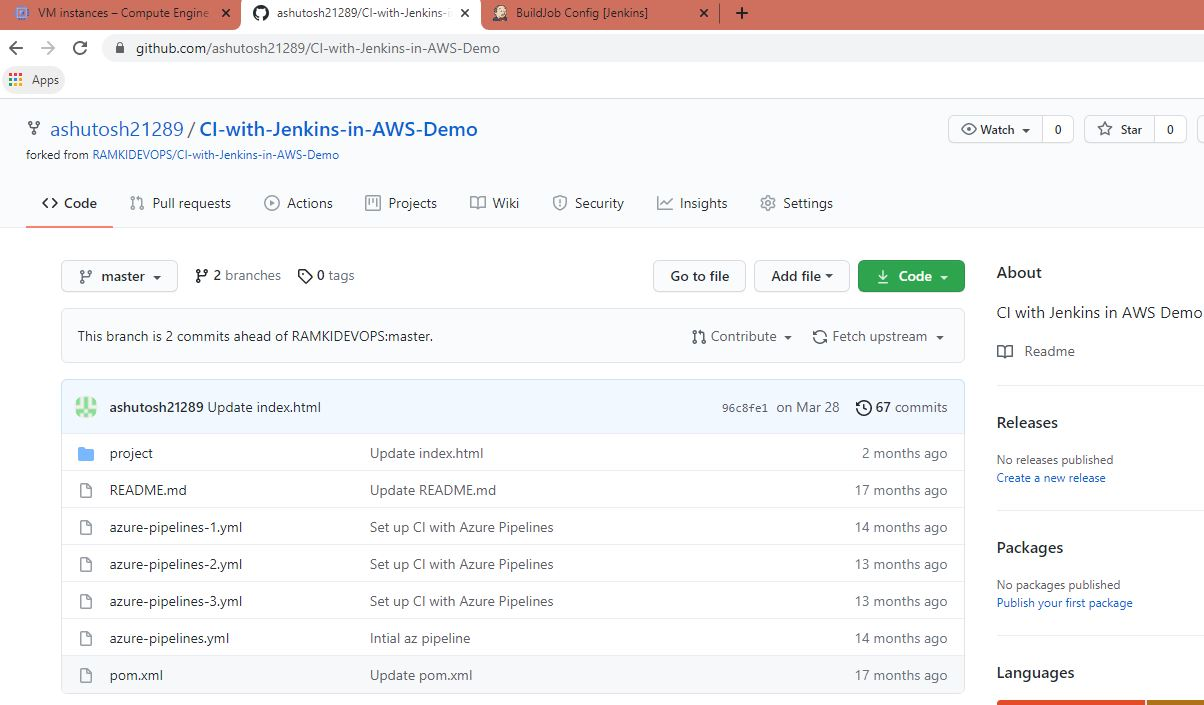 VM instances – Compute Engine
ashutosh21289/CI-with-Jenkins-i
BuildJob Config [Jenkins]
github.com/ashutosh21289/CI-with-Jenkins-in-AWS-Demo
Apps
ashutosh21289 / CI-with-Jenkins-in-AWS-Demo
Watch 0 Star 0
forked from RAMKIDEVOPS/CI-with-Jenkins-in-AWS-Demo
Code Pull requests Actions Projects Wiki Security Insights Settings
master 2 branches 0 tags Go to file Add file Code
This branch is 2 commits ahead of RAMKIDEVOPS:master. Contribute Fetch upstream
ashutosh21289 Update index.html 96c8fe1 on Mar 28 67 commits
project Update index.html 2 months ago
README.md Update README.md 17 months ago
azure-pipelines-1.yml Set up CI with Azure Pipelines 14 months ago
azure-pipelines-2.yml Set up CI with Azure Pipelines 13 months ago
azure-pipelines-3.yml Set up CI with Azure Pipelines 13 months ago
azure-pipelines.yml Intial az pipeline 14 months ago
pom.xml Update pom.xml 17 months ago
About
CI with Jenkins in AWS Demo
Readme
Releases
No releases published
Create a new release
Packages
No packages published
Publish your first package
Languages